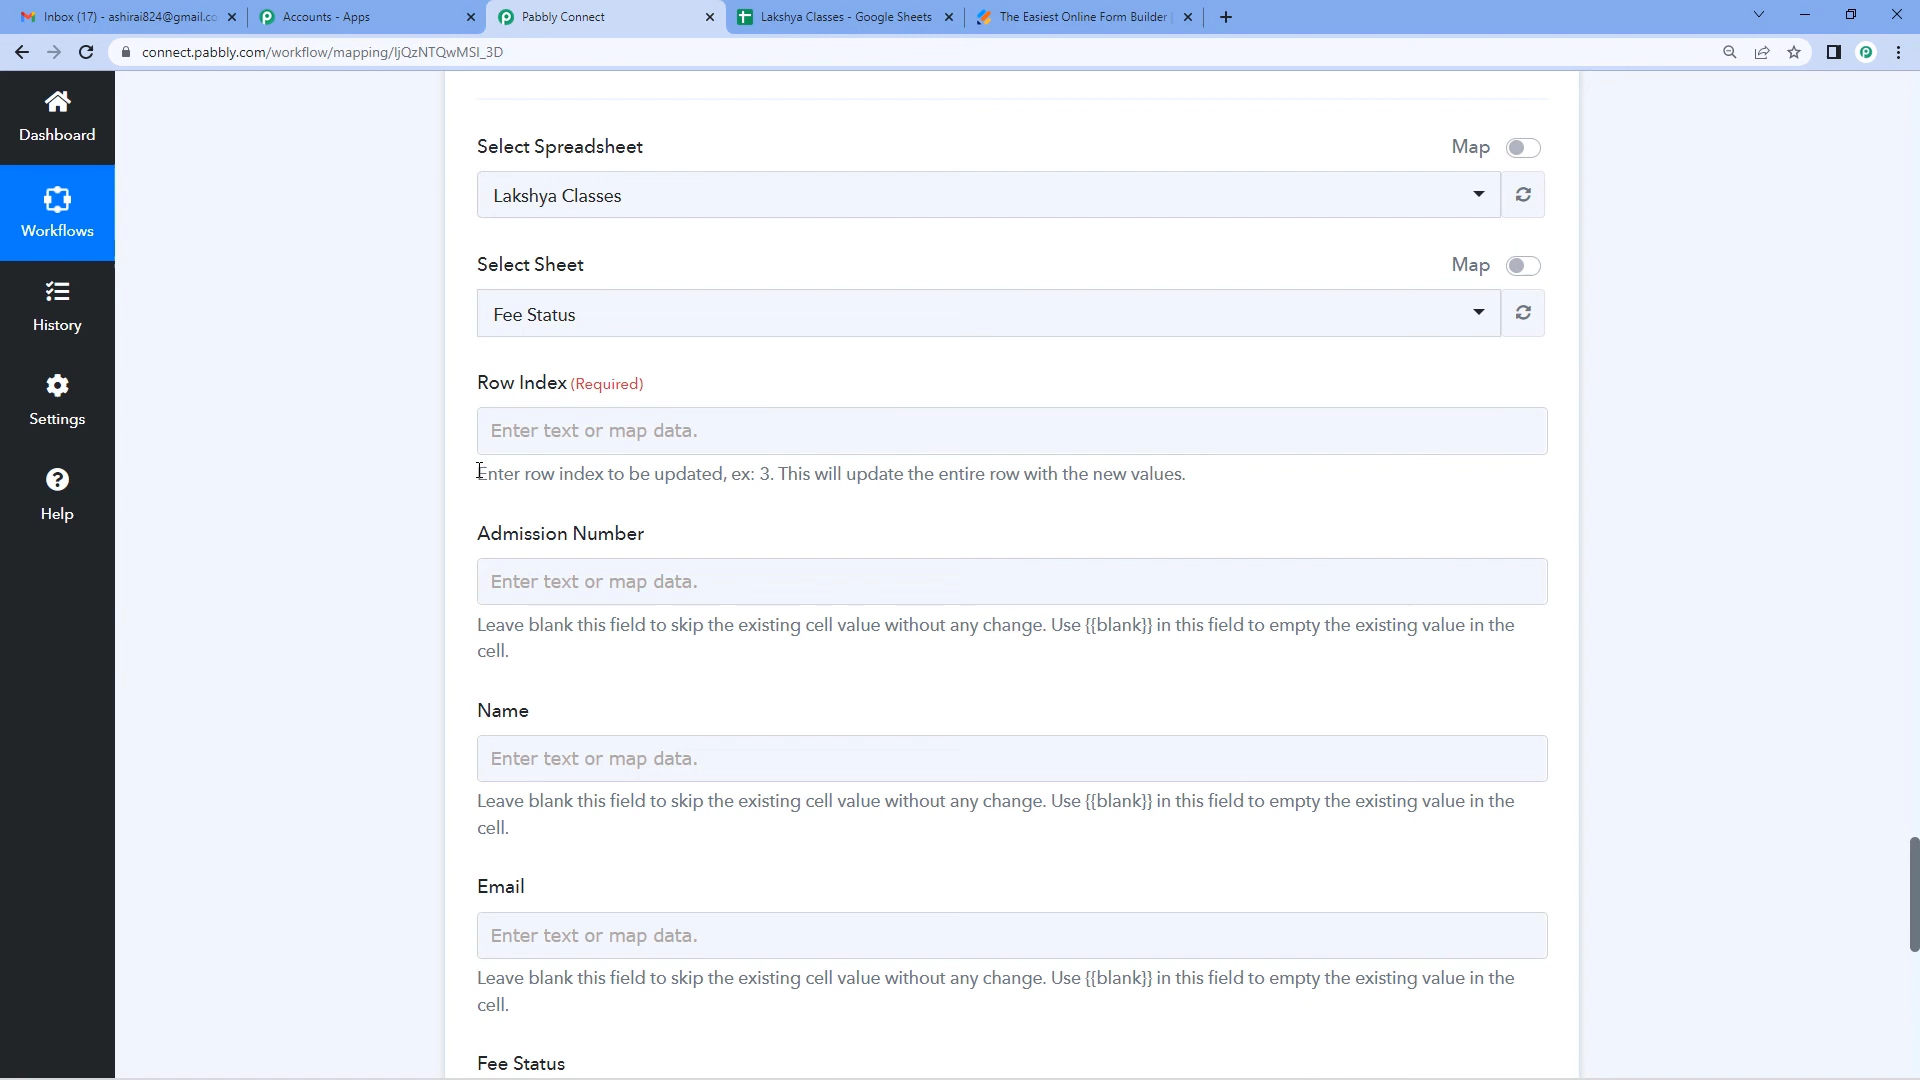 Inbox (17) - ashirai824@gmail.co
Accounts - Apps
Pabbly Connect
Lakshya Classes - Google Sheets
The Easiest Online Form Builder
connect.pabbly.com/workflow/mapping/IjQzNTQwMSI_3D
Dashboard
Workflows
History
Settings
Help
Select Spreadsheet
Map
Lakshya Classes
Select Sheet
Map
Fee Status
Row Index (Required)
Enter text or map data.
Enter row index to be updated, ex: 3. This will update the entire row with the new values.
Admission Number
Enter text or map data.
Leave blank this field to skip the existing cell value without any change. Use {{blank}} in this field to empty the existing value in the
cell.
Name
Enter text or map data.
Leave blank this field to skip the existing cell value without any change. Use {{blank}} in this field to empty the existing value in the
cell.
Email
Enter text or map data.
Leave blank this field to skip the existing cell value without any change. Use {{blank}} in this field to empty the existing value in the
cell.
Fee Status